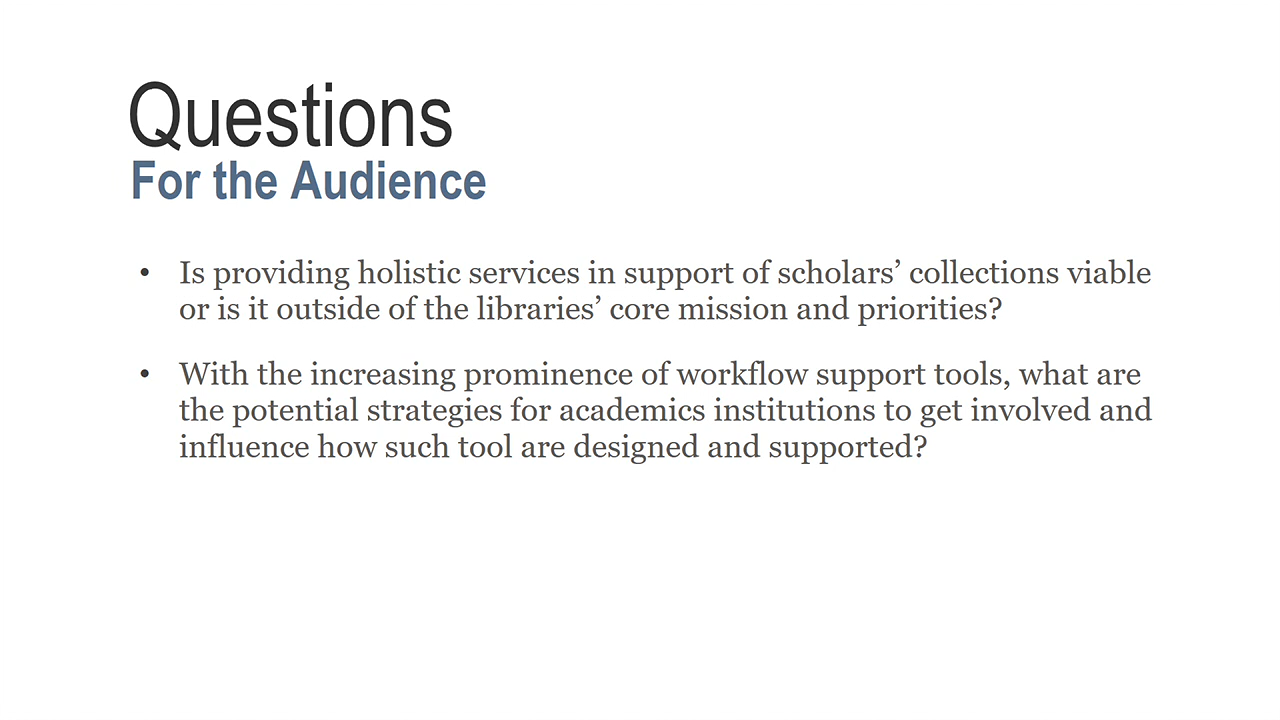 Questions
For the Audience
• Is providing holistic services in support of scholars’ collections viable
or is it outside of the libraries’ core mission and priorities?
• With the increasing prominence of workflow support tools, what are
the potential strategies for academics institutions to get involved and
influence how such tool are designed and supported?